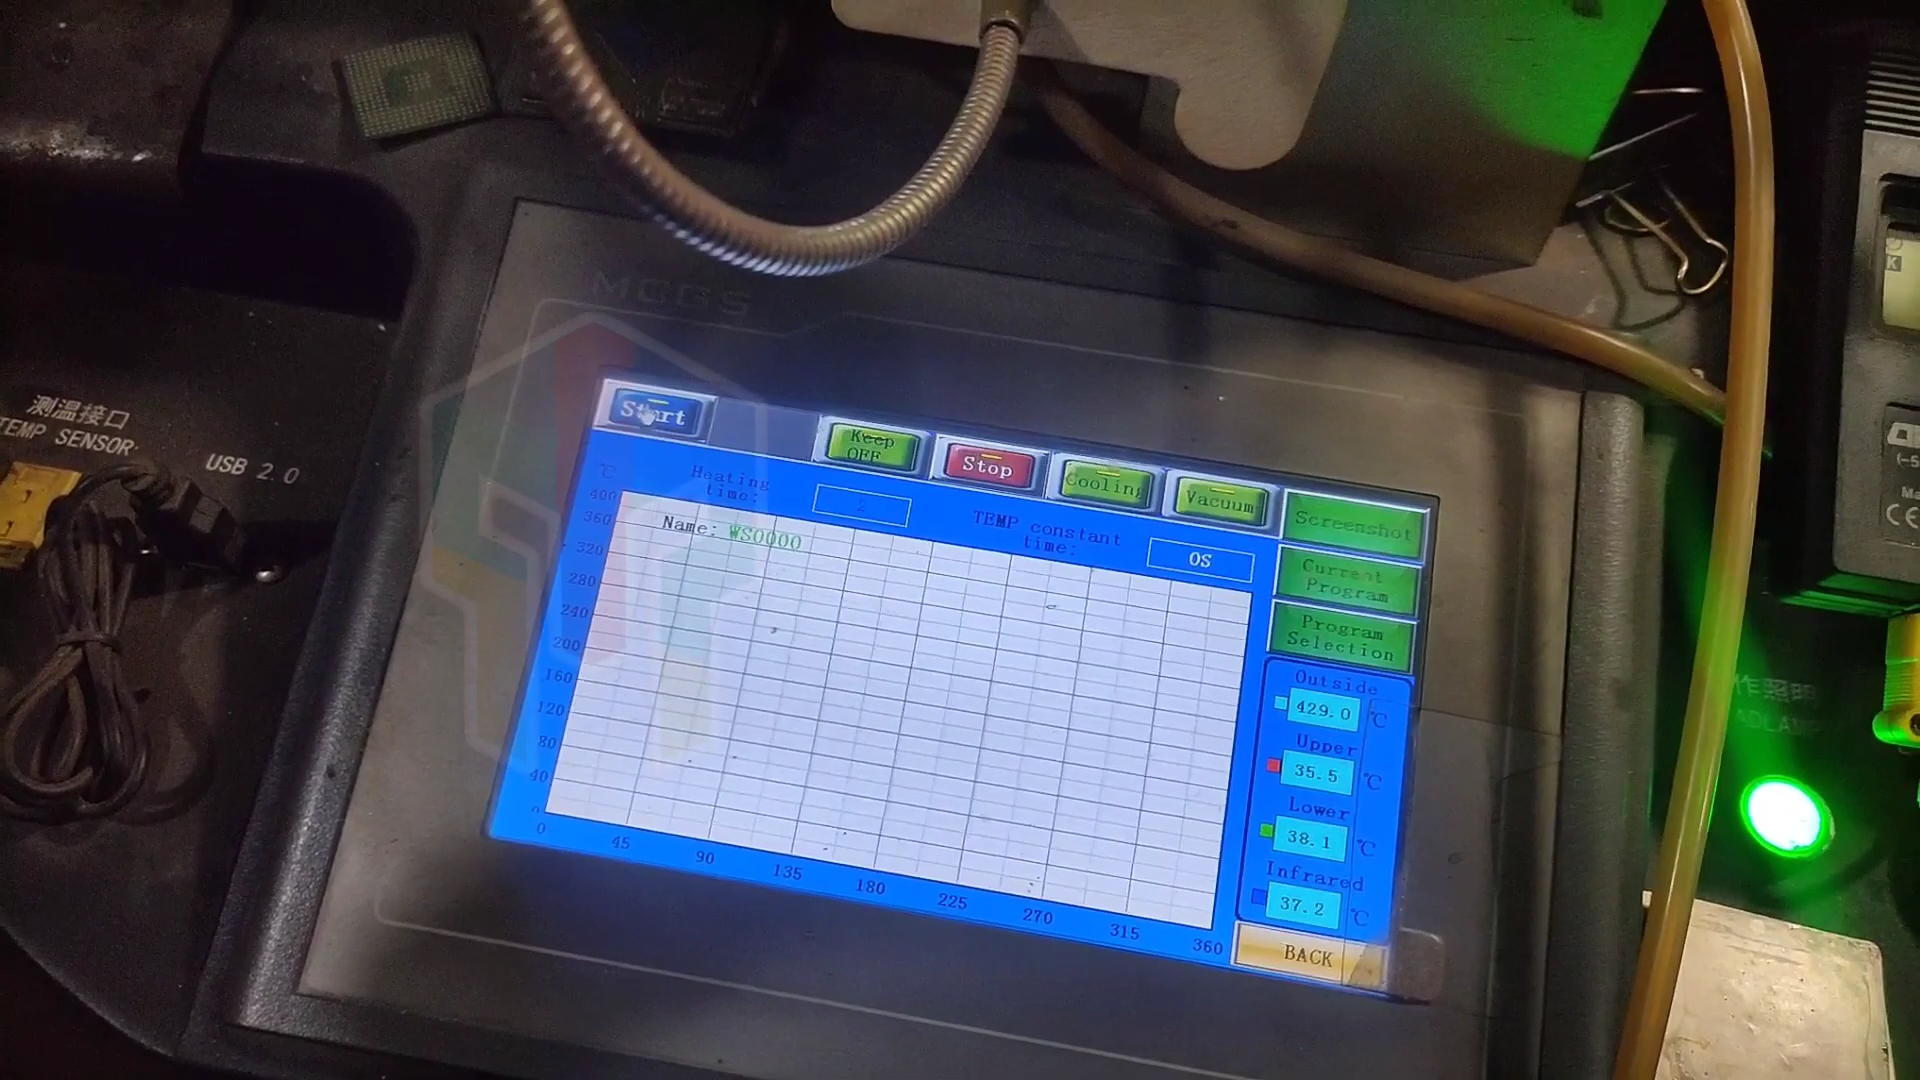 MCGS
测温接口
TEMP SENSOR
USB 2.0
Start
Keep
OFF
Stop
Cooling
Vacuum
Screenshot
Heating
time:
2
TEMP constant
time:
0S
Current
Program
Program
Selection
Name: WS0000
℃
400
360
320
280
240
200
160
120
80
40
0
0
45
90
135
180
225
270
315
360
Outside
429.0 ℃
Upper
35.5 ℃
Lower
38.1 ℃
Infrared
37.2 ℃
BACK
K
CE